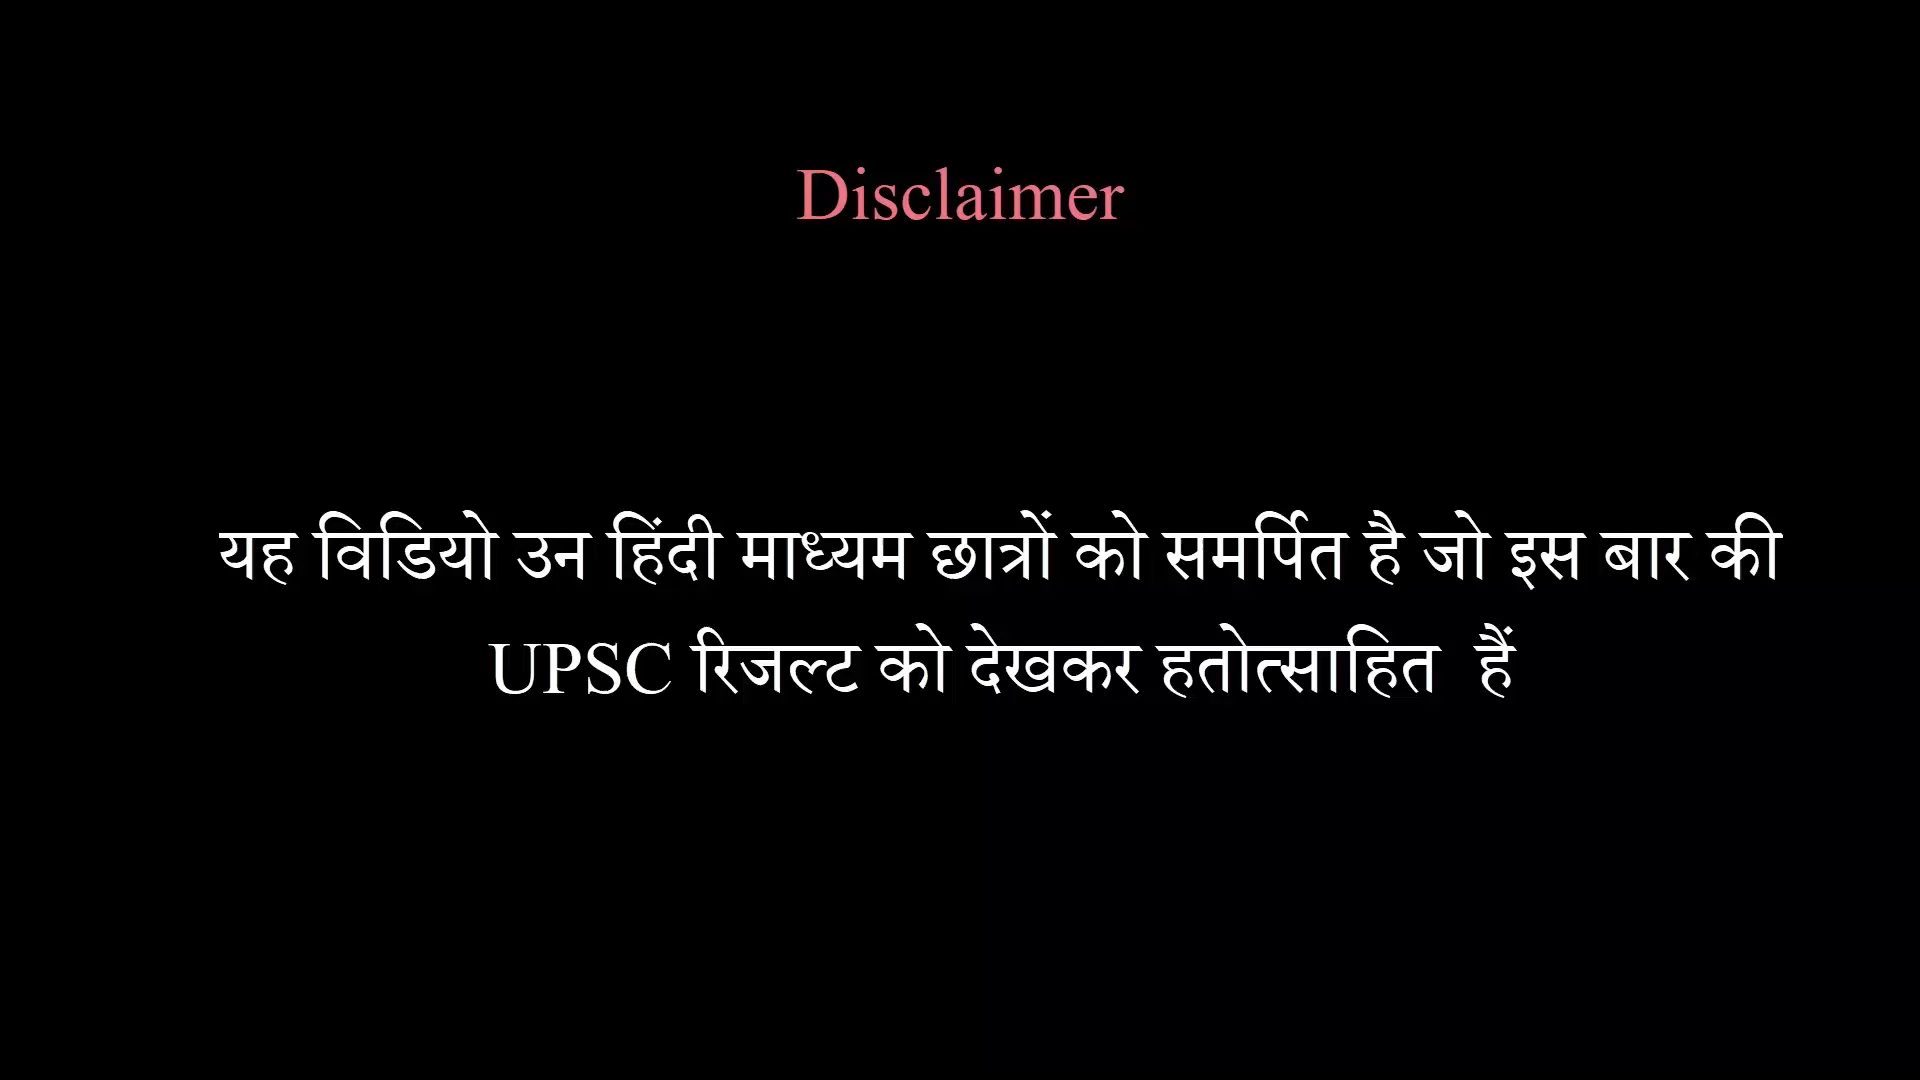 Disclaimer
यह विडियो उन हिंदी माध्यम छात्रों को समर्पित है जो इस बार की
UPSC रिजल्ट को देखकर हतोत्साहित हैं